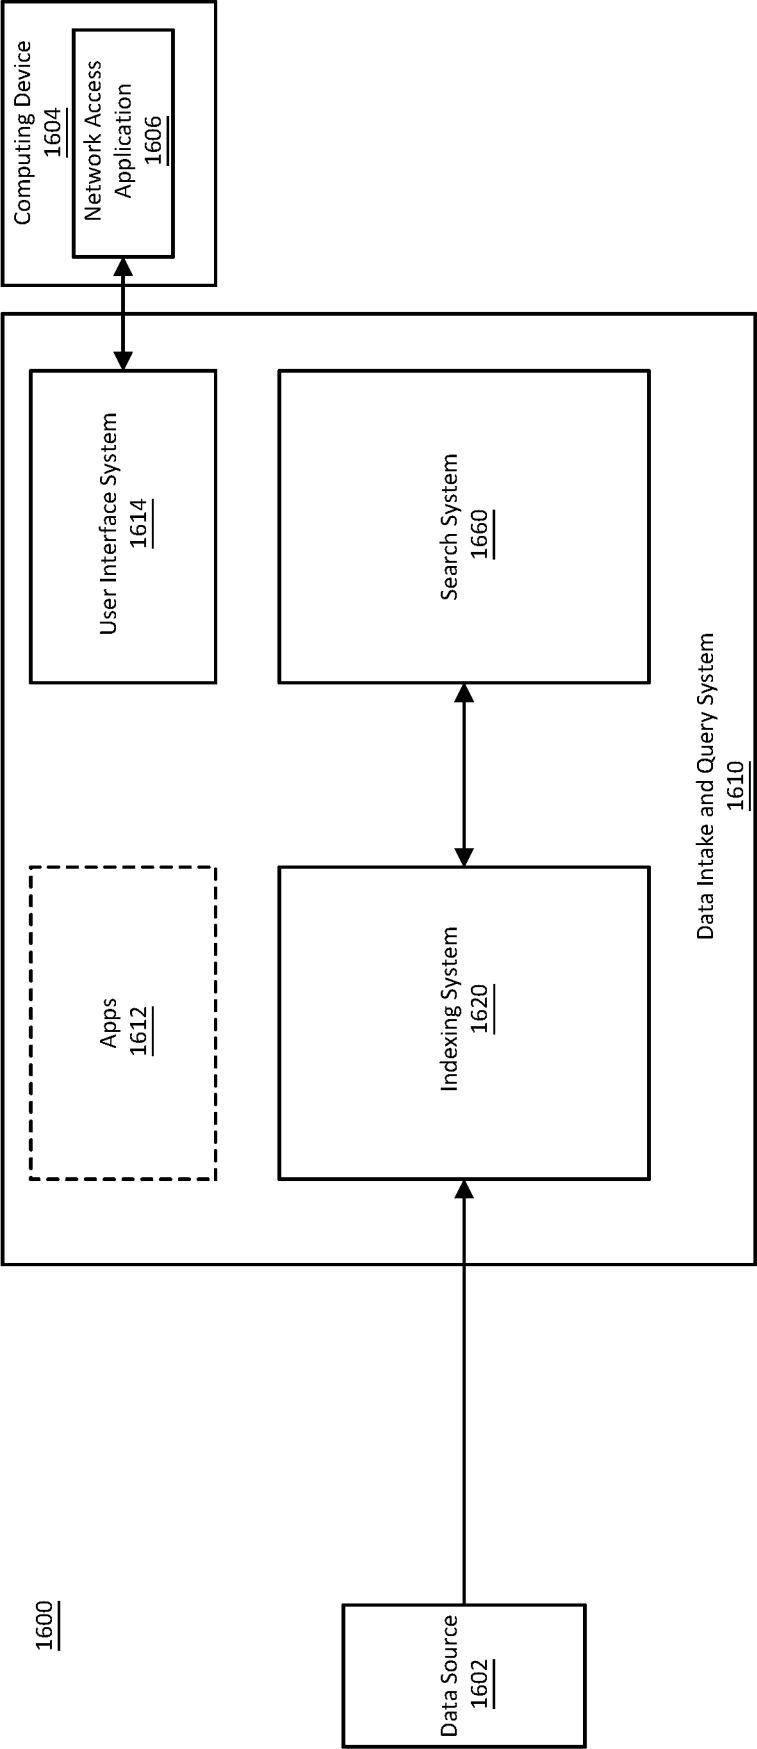 1600
Data Source
1602
Data Intake and Query System
1610
Apps
1612
User Interface System
1614
Indexing System
1620
Search System
1660
Computing Device
1604
Network Access
Application
1606